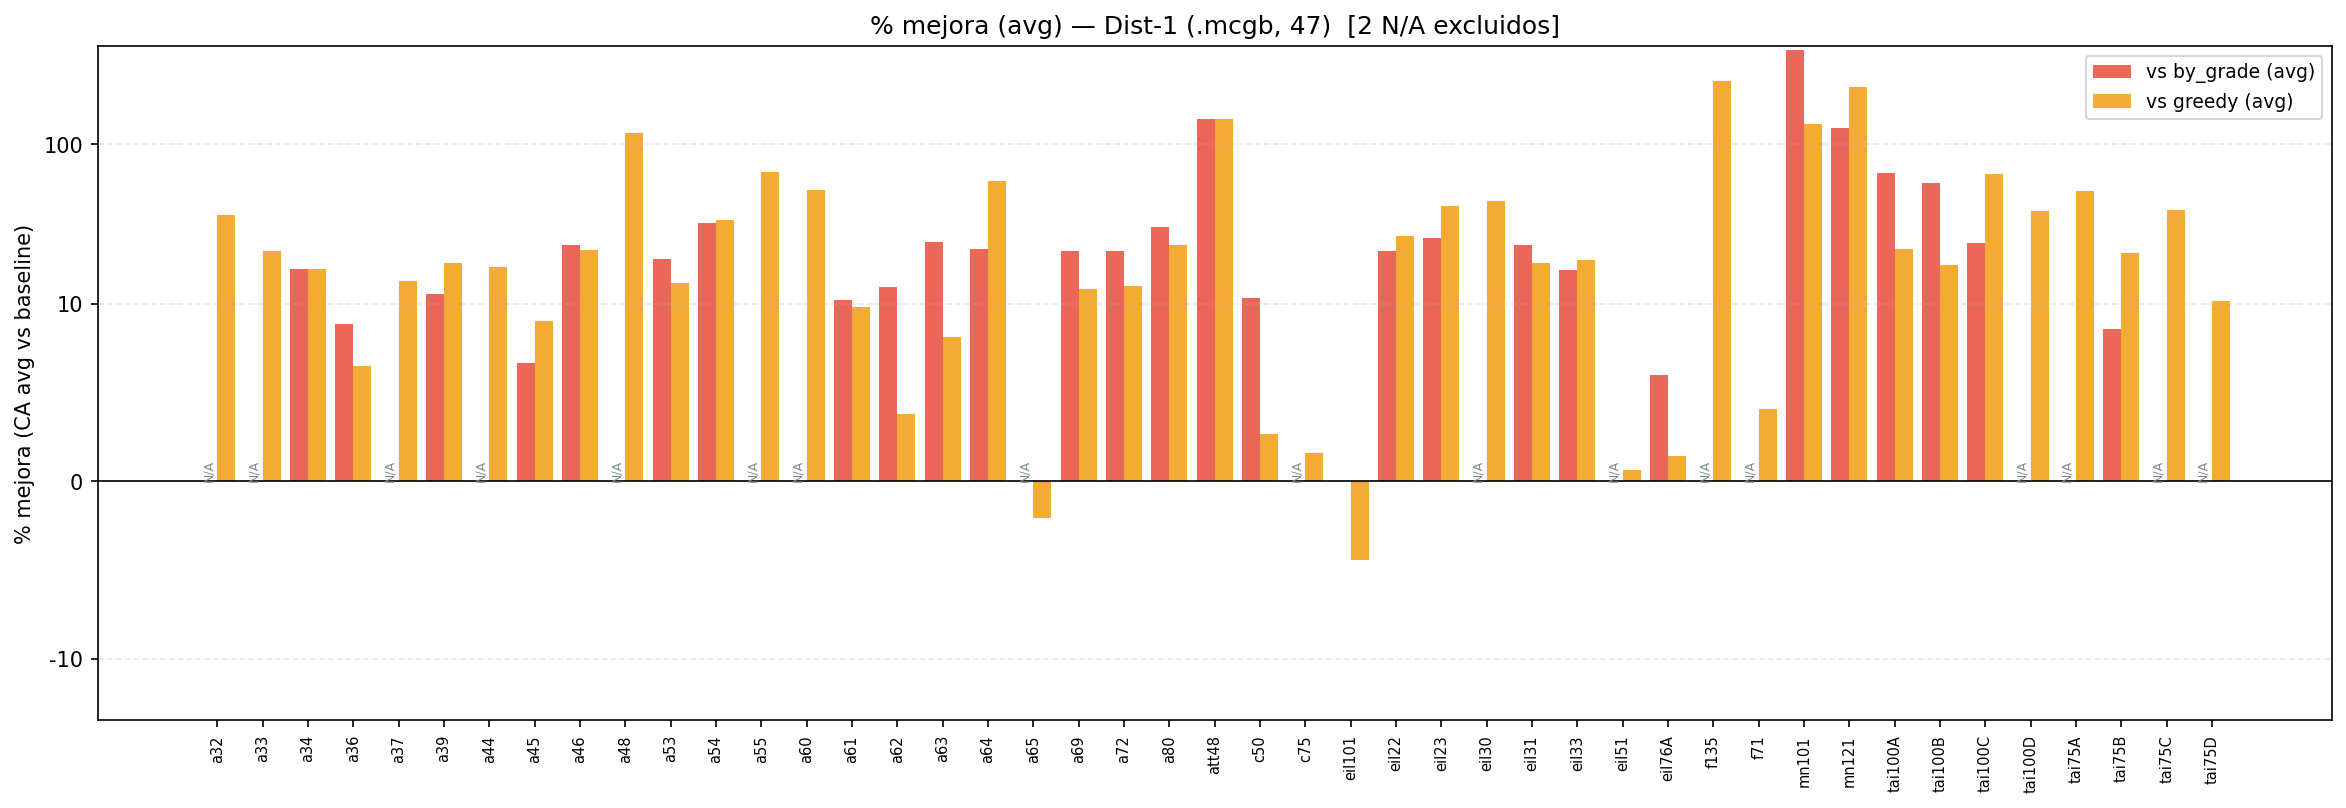 % mejora (avg) — Dist-1 (.mcgb, 47)  [2 N/A excluidos]
vs by_grade (avg)
vs greedy (avg)
% mejora (CA avg vs baseline)
100
10
0
-10
N/A N/A N/A N/A N/A N/A N/A N/A N/A N/A N/A N/A N/A N/A N/A N/A N/A
a32 a33 a34 a36 a37 a39 a44 a45 a46 a48 a53 a54 a55 a60 a61 a62 a63 a64 a65 a69 a72 a80 att48 c50 c75 eil101 eil22 eil23 eil30 eil31 eil33 eil51 eil76A f135 f71 mn101 mn121 tai100A tai100B tai100C tai100D tai75A tai75B tai75C tai75D